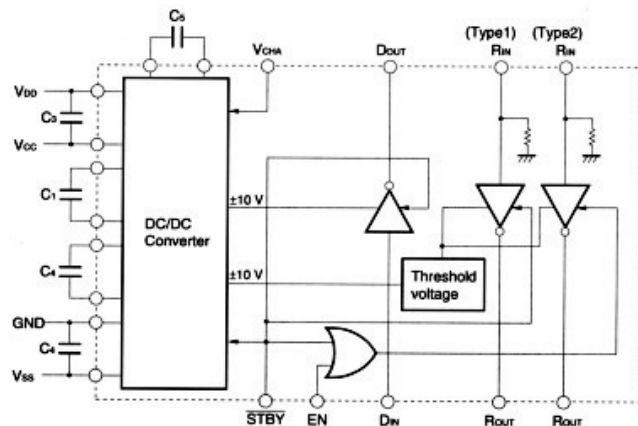 C5
(Type1) (Type2)
VCHA DOUT RIN RIN
VDD
C3
VCC
C1
±10 V
DC/DC
Converter
C4
±10 V
Threshold
voltage
GND
C4
VSS
STBY EN DIN ROUT ROUT